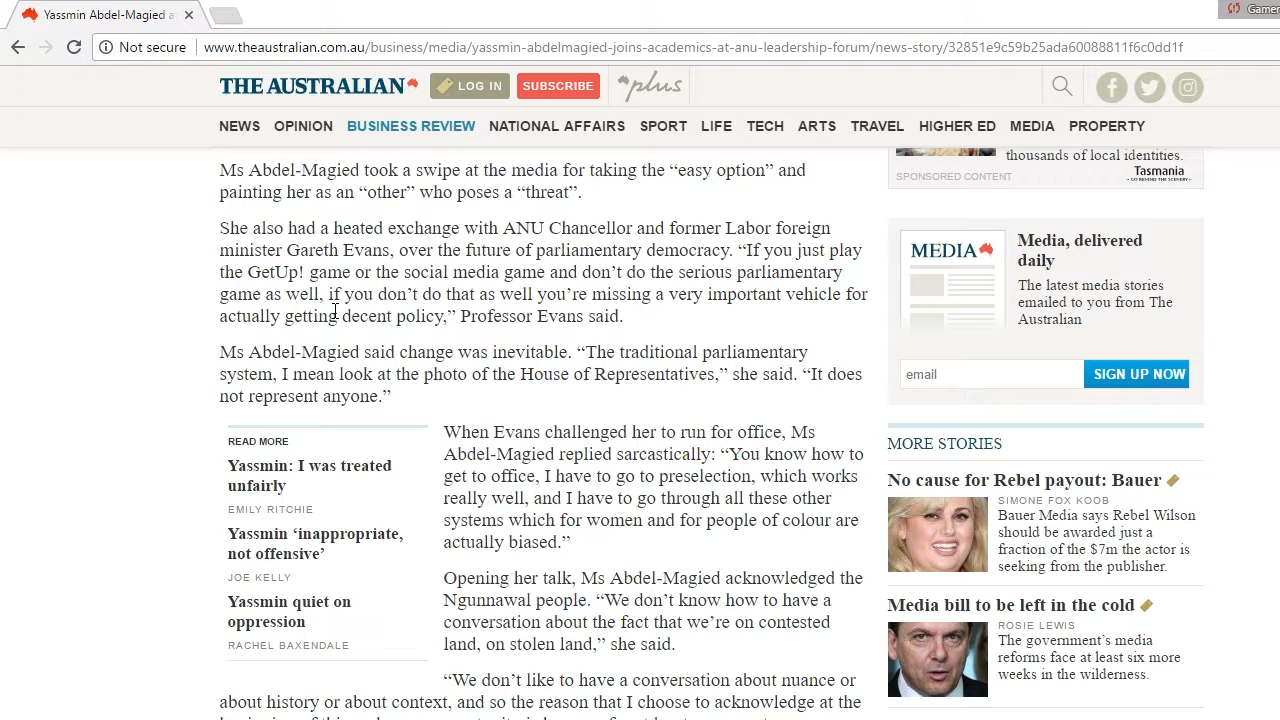 Yassmin Abdel-Magied a
Gamer
Not secure
www.theaustralian.com.au/business/media/yassmin-abdelmagied-joins-academics-at-anu-leadership-forum/news-story/32851e9c59b25ada60088811f6c0dd1f
THE AUSTRALIAN
LOG IN
SUBSCRIBE
plus
NEWS OPINION BUSINESS REVIEW NATIONAL AFFAIRS SPORT LIFE TECH ARTS TRAVEL HIGHER ED MEDIA PROPERTY
Ms Abdel-Magied took a swipe at the media for taking the “easy option” and
painting her as an “other” who poses a “threat”.
She also had a heated exchange with ANU Chancellor and former Labor foreign
minister Gareth Evans, over the future of parliamentary democracy. “If you just play
the GetUp! game or the social media game and don’t do the serious parliamentary
game as well, if you don’t do that as well you’re missing a very important vehicle for
actually getting decent policy,” Professor Evans said.
Ms Abdel-Magied said change was inevitable. “The traditional parliamentary
system, I mean look at the photo of the House of Representatives,” she said. “It does
not represent anyone.”
READ MORE
Yassmin: I was treated
unfairly
EMILY RITCHIE
Yassmin ‘inappropriate,
not offensive’
JOE KELLY
Yassmin quiet on
oppression
RACHEL BAXENDALE
When Evans challenged her to run for office, Ms
Abdel-Magied replied sarcastically: “You know how to
get to office, I have to go to preselection, which works
really well, and I have to go through all these other
systems which for women and for people of colour are
actually biased.”
Opening her talk, Ms Abdel-Magied acknowledged the
Ngunnawal people. “We don’t know how to have a
conversation about the fact that we’re on contested
land, on stolen land,” she said.
“We don’t like to have a conversation about nuance or
about history or about context, and so the reason that I choose to acknowledge at the
thousands of local identities.
SPONSORED CONTENT
Tasmania
GO BEHIND THE SCENERY
MEDIA
Media, delivered
daily
The latest media stories
emailed to you from The
Australian
email
SIGN UP NOW
MORE STORIES
No cause for Rebel payout: Bauer
SIMONE FOX KOOB
Bauer Media says Rebel Wilson
should be awarded just a
fraction of the $7m the actor is
seeking from the publisher.
Media bill to be left in the cold
ROSIE LEWIS
The government’s media
reforms face at least six more
weeks in the wilderness.